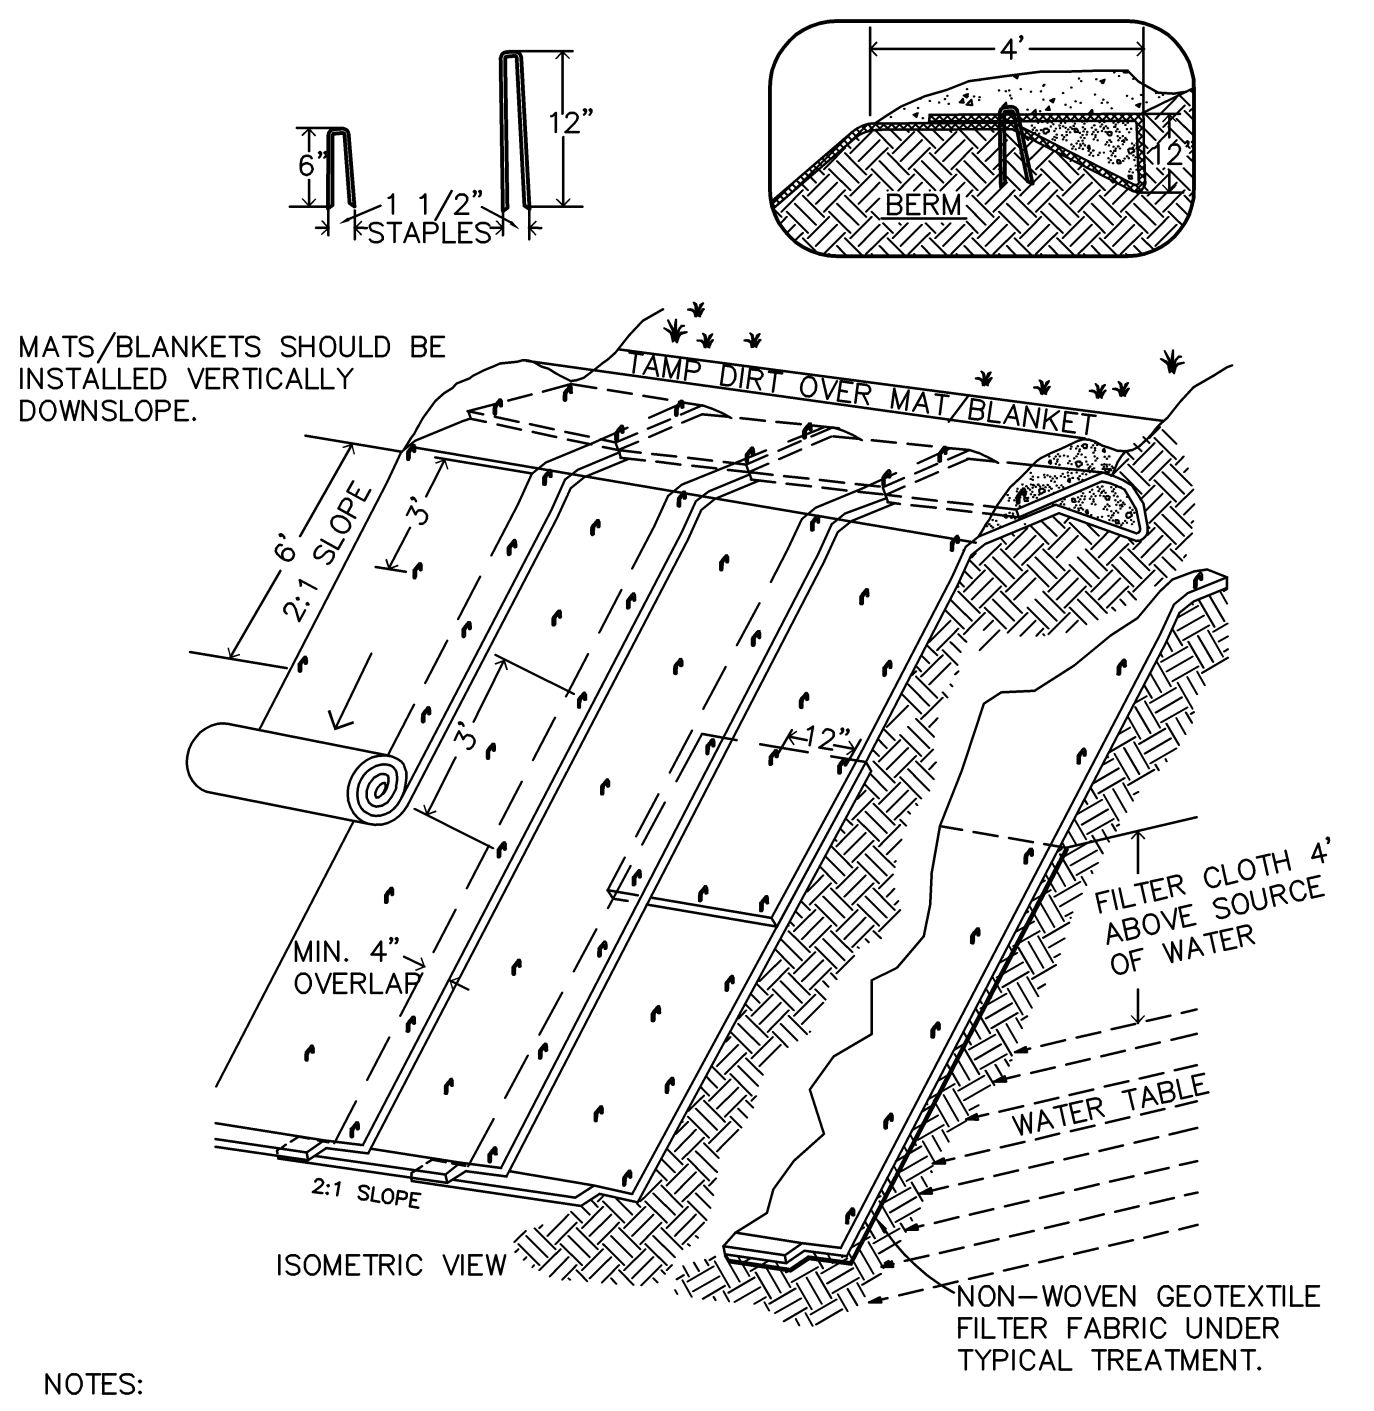 4'
12"
6"
12'
1 1/2"
STAPLES
BERM
MATS/BLANKETS SHOULD BE
INSTALLED VERTICALLY
DOWNSLOPE.
TAMP DIRT OVER MAT/BLANKET
3'
6'
2:1 SLOPE
3'
12"
FILTER CLOTH 4'
ABOVE SOURCE
OF WATER
MIN. 4"
OVERLAP
WATER TABLE
2:1 SLOPE
ISOMETRIC VIEW
NON-WOVEN GEOTEXTILE
FILTER FABRIC UNDER
TYPICAL TREATMENT.
NOTES: